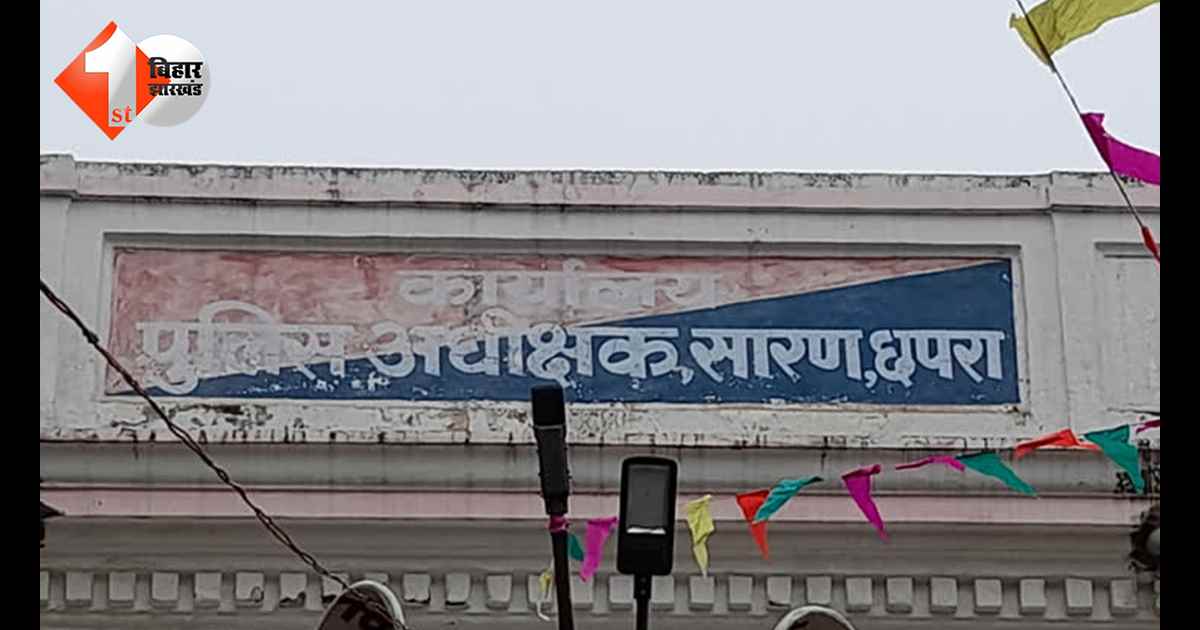 1st
बिहार
झारखंड
कार्यालय
पुलिस अधीक्षक, सारण, छपरा